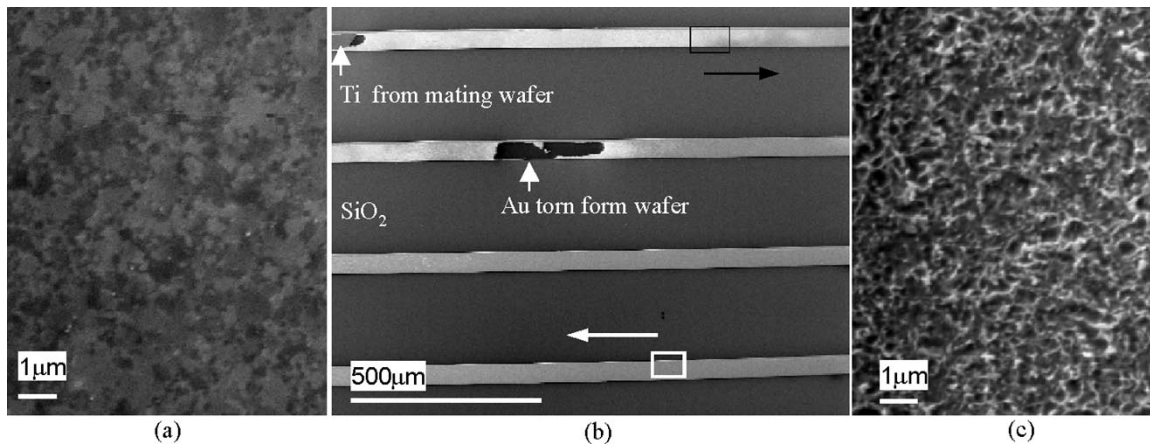 Ti from mating wafer
Au torn form wafer
SiO₂
1μm
500μm
1μm
(a)
(b)
(c)